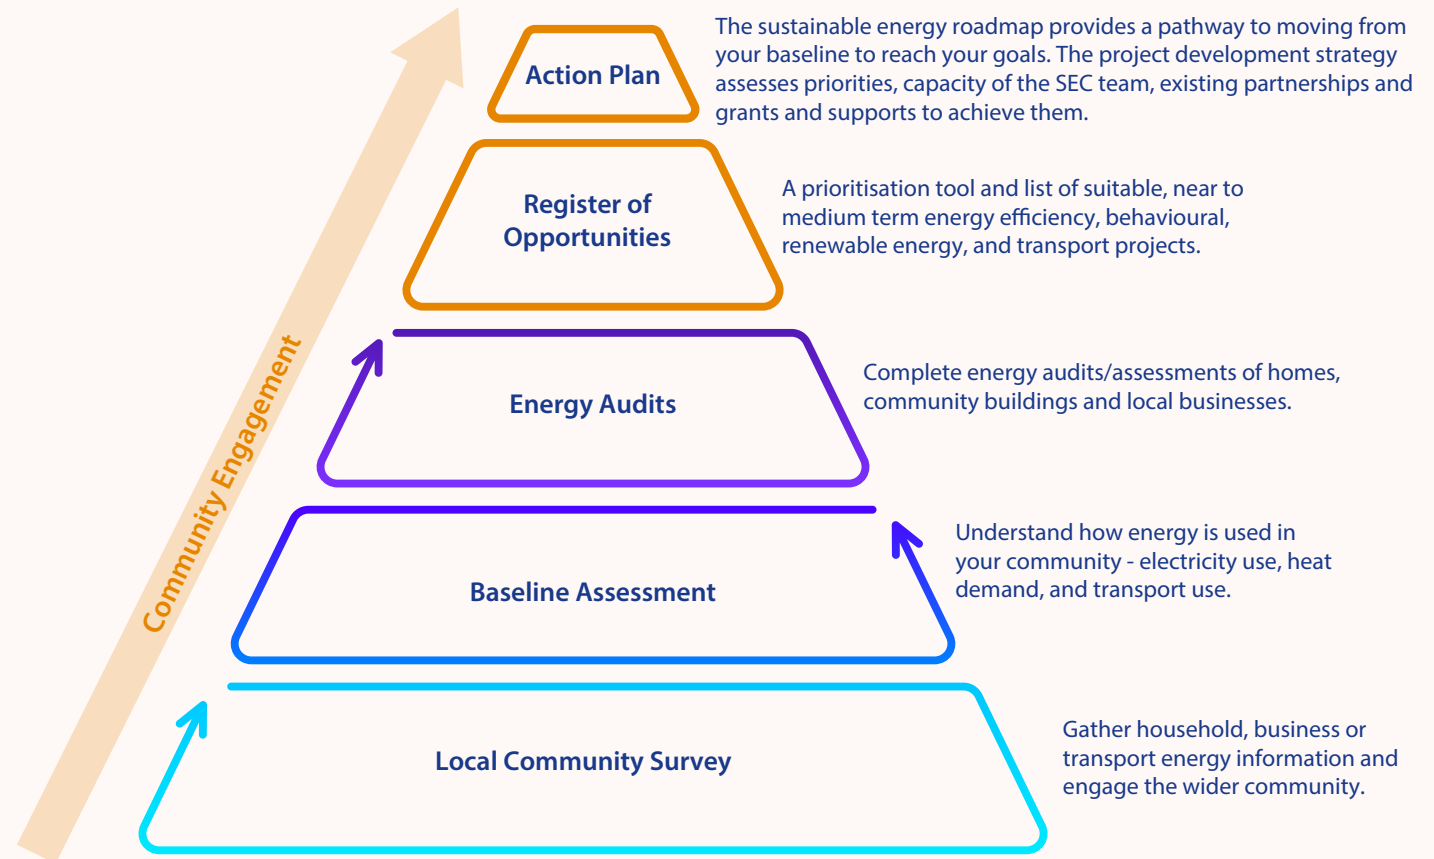 Action Plan
The sustainable energy roadmap provides a pathway to moving from
your baseline to reach your goals. The project development strategy
assesses priorities, capacity of the SEC team, existing partnerships and
grants and supports to achieve them.
Register of
Opportunities
A prioritisation tool and list of suitable, near to
medium term energy efficiency, behavioural,
renewable energy, and transport projects.
Community Engagement
Energy Audits
Complete energy audits/assessments of homes,
community buildings and local businesses.
Baseline Assessment
Understand how energy is used in
your community - electricity use, heat
demand, and transport use.
Local Community Survey
Gather household, business or
transport energy information and
engage the wider community.